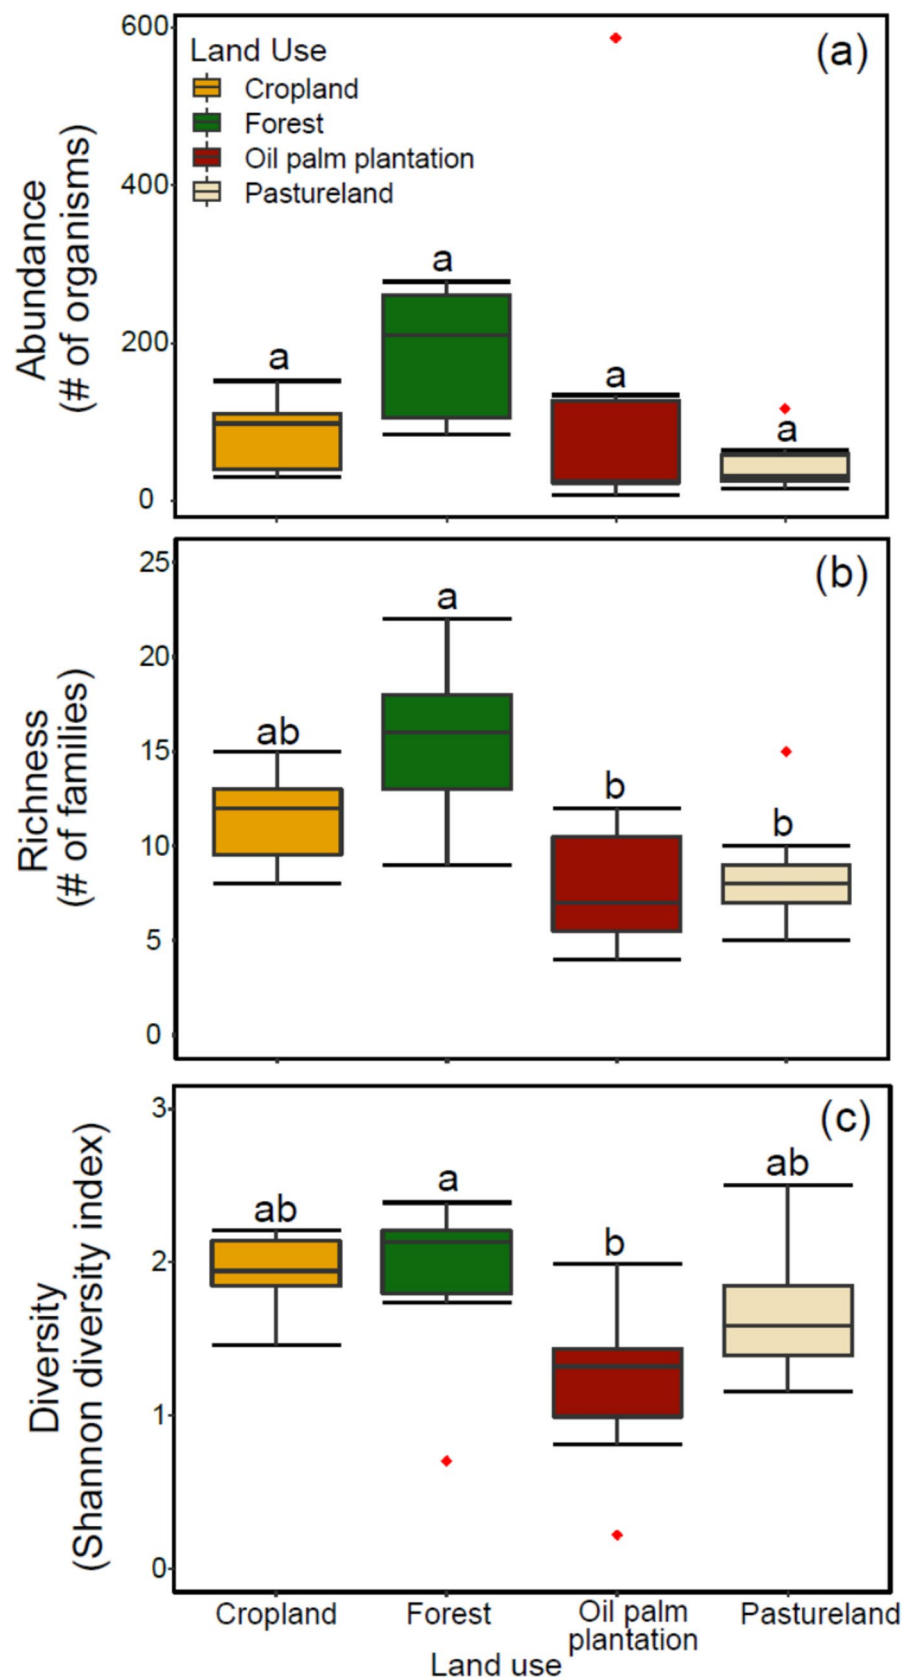 600
(a)
Land Use
Cropland
Forest
Oil palm plantation
Pastureland
400
200
0
a
a
a
a
Abundance
(# of organisms)
(b)
25
20
15
10
5
0
ab
a
b
b
Richness
(# of families)
(c)
3
2
1
0
ab
a
b
ab
Diversity
(Shannon diversity index)
Cropland
Forest
Oil palm
plantation
Pastureland
Land use